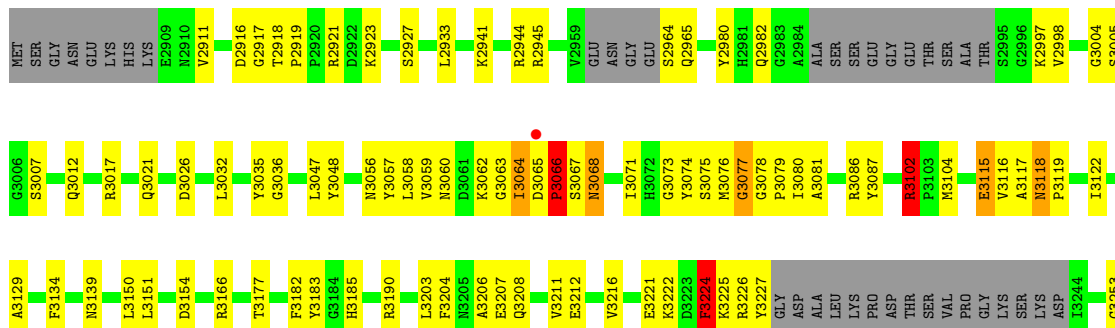 MET SER GLY ASN GLU LYS HIS LYS E2909 N2910 V2911 D2916 G2917 T2918 P2919 P2920 R2921 D2922 K2923 S2927 L2933 K2941 R2944 R2945 V2959 GLU ASN GLY GLU S2964 Q2965 Y2980 H2981 Q2982 G2983 A2984 ALA SER SER GLU GLY GLU THR SER ALA THR S2995 G2996 K2997 V2998 G3004 S3005
G3006 S3007 Q3012 R3017 Q3021 D3026 L3032 Y3035 G3036 L3047 Y3048 N3056 Y3057 L3058 V3059 N3060 D3061 K3062 G3063 I3064 D3065 P3066 S3067 N3068 I3071 H3072 G3073 Y3074 S3075 M3076 G3077 G3078 P3079 I3080 A3081 R3086 Y3087 R3102 P3103 M3104 E3115 V3116 A3117 N3118 P3119 I3122
A3129 F3134 N3139 L3150 L3151 D3154 R3166 T3177 F3182 Y3183 G3184 H3185 R3190 L3203 F3204 N3205 A3206 E3207 Q3208 V3211 E3212 V3216 E3221 K3222 D3223 F3224 K3225 R3226 Y3227 GLY ASP ALA LEU LYS PRO ASP THR SER VAL PRO GLY LYS SER LYS ASP I3244